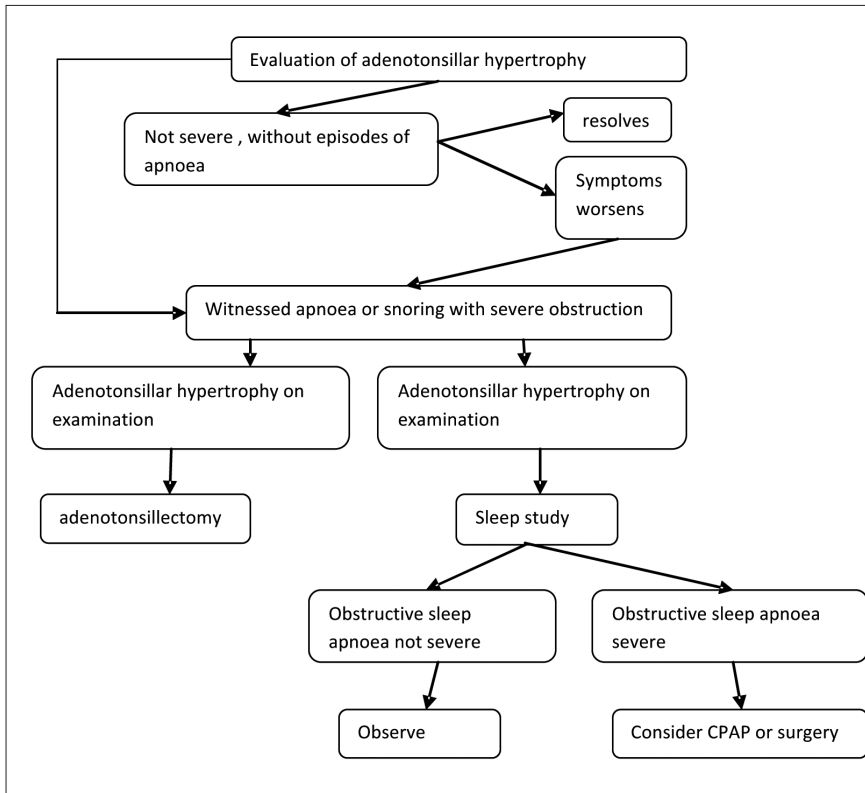 Evaluation of adenotonsillar hypertrophy
Not severe , without episodes of
apnoea
resolves
Symptoms
worsens
Witnessed apnoea or snoring with severe obstruction
Adenotonsillar hypertrophy on
examination
Adenotonsillar hypertrophy on
examination
adenotonsillectomy
Sleep study
Obstructive sleep
apnoea not severe
Obstructive sleep apnoea
severe
Observe
Consider CPAP or surgery